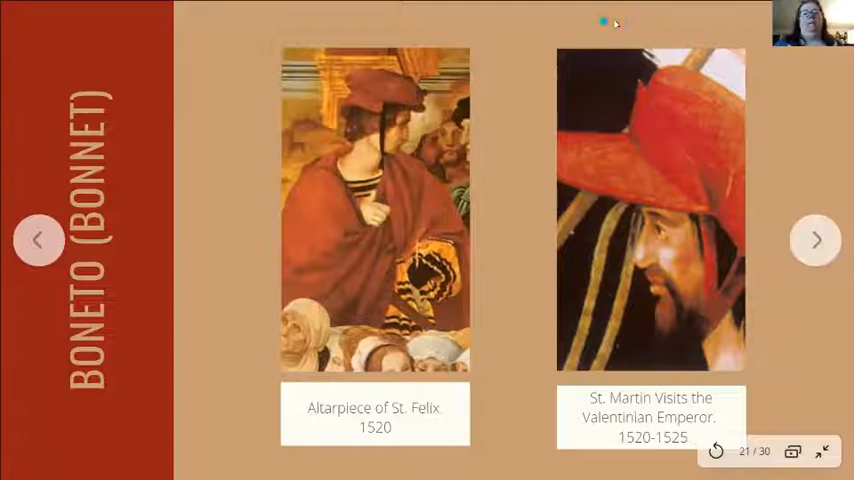 BONETO (BONNET)
Altarpiece of St. Felix.
1520
St. Martin Visits the
Valentinian Emperor.
1520-1525
21 / 30